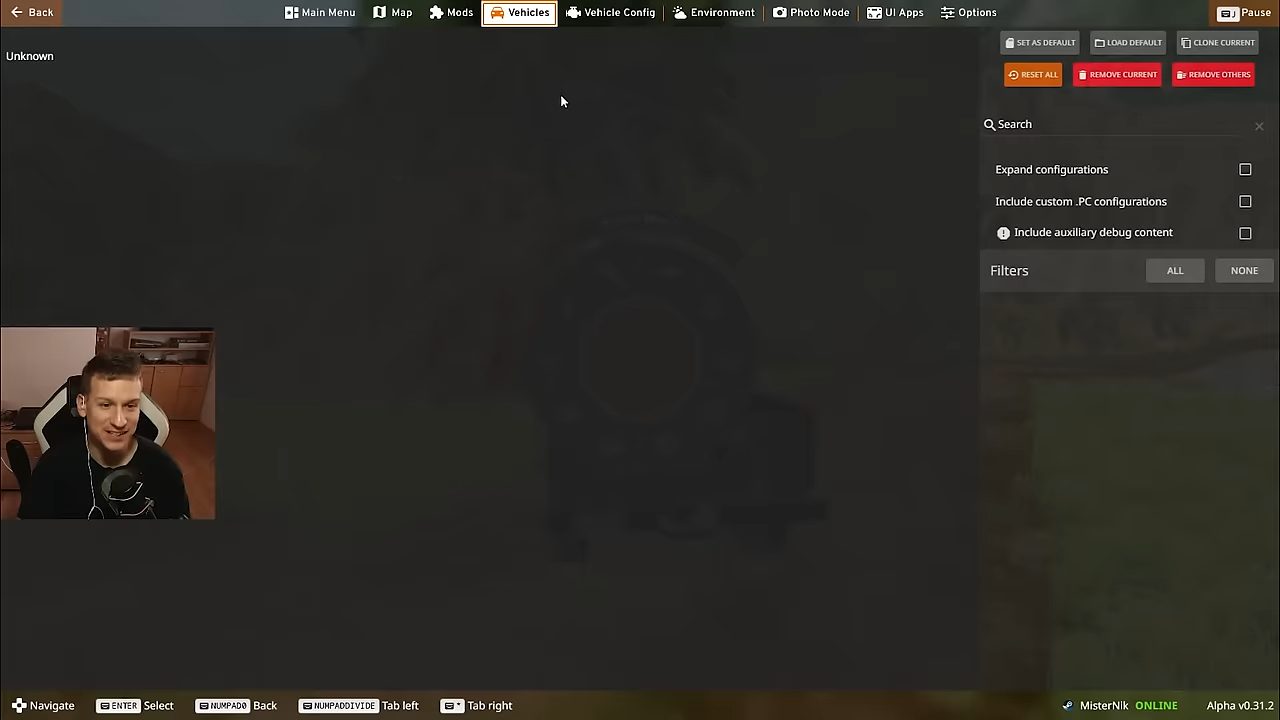 Back
Main Menu
Map
Mods
Vehicles
Vehicle Config
Environment
Photo Mode
UI Apps
Options
J Pause
Unknown
SET AS DEFAULT
LOAD DEFAULT
CLONE CURRENT
RESET ALL
REMOVE CURRENT
REMOVE OTHERS
Search
Expand configurations
Include custom .PC configurations
Include auxiliary debug content
Filters
ALL
NONE
Navigate
ENTER Select
NUMPAD0 Back
NUMPADDIVIDE Tab left
* Tab right
MisterNIk ONLINE
Alpha v0.31.2